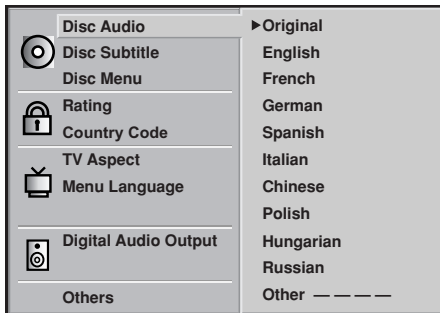 Disc Audio
Disc Subtitle
Disc Menu
Rating
Country Code
TV Aspect
Menu Language
Digital Audio Output
Others
►Original
English
French
German
Spanish
Italian
Chinese
Polish
Hungarian
Russian
Other — — — —